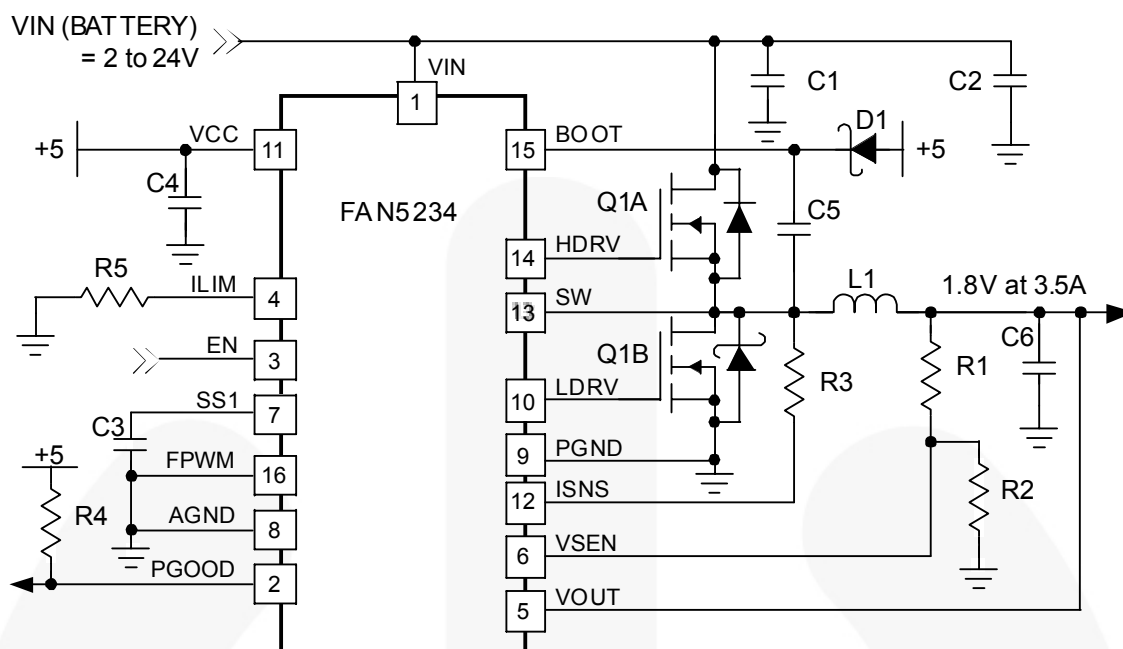 VIN (BATTERY)
= 2 to 24V
VIN
1
C1
C2
VCC
+5
11
15
BOOT
D1
+5
C4
FAN5234
Q1A
C5
14
HDRV
R5
ILIM
4
13
SW
L1
1.8V at 3.5A
EN
3
Q1B
C6
R3
R1
SS1
7
10
LDRV
C3
+5
FPWM
16
9
PGND
12
ISNS
R4
AGND
8
R2
6
VSEN
PGOOD
2
5
VOUT